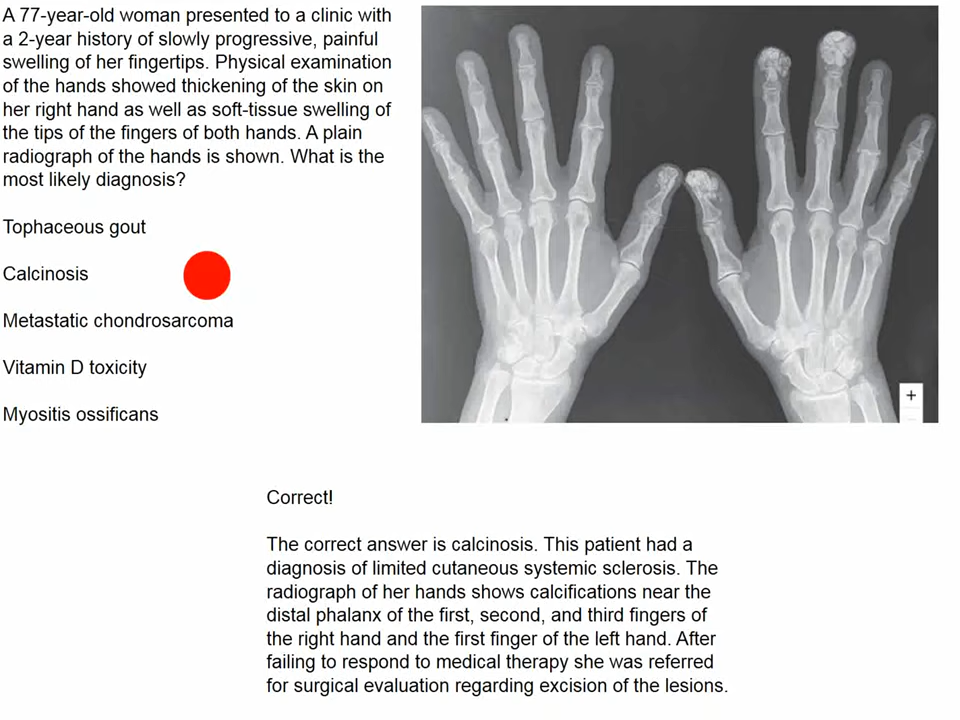 A 77-year-old woman presented to a clinic with
a 2-year history of slowly progressive, painful
swelling of her fingertips. Physical examination
of the hands showed thickening of the skin on
her right hand as well as soft-tissue swelling of
the tips of the fingers of both hands. A plain
radiograph of the hands is shown. What is the
most likely diagnosis?
Tophaceous gout
Calcinosis
Metastatic chondrosarcoma
Vitamin D toxicity
Myositis ossificans
+
Correct!
The correct answer is calcinosis. This patient had a
diagnosis of limited cutaneous systemic sclerosis. The
radiograph of her hands shows calcifications near the
distal phalanx of the first, second, and third fingers of
the right hand and the first finger of the left hand. After
failing to respond to medical therapy she was referred
for surgical evaluation regarding excision of the lesions.